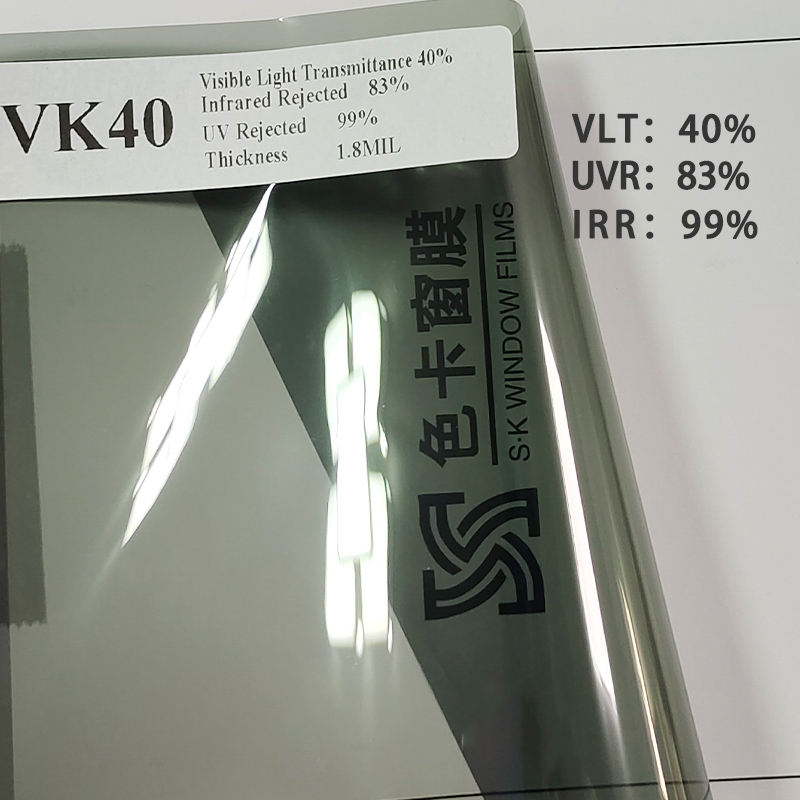 VK40
Visible Light Transmittance 40%
Infrared Rejected 83%
UV Rejected 99%
Thickness 1.8MIL
VLT: 40%
UVR: 83%
IRR: 99%
色卡窗膜
S·K WINDOW FILMS